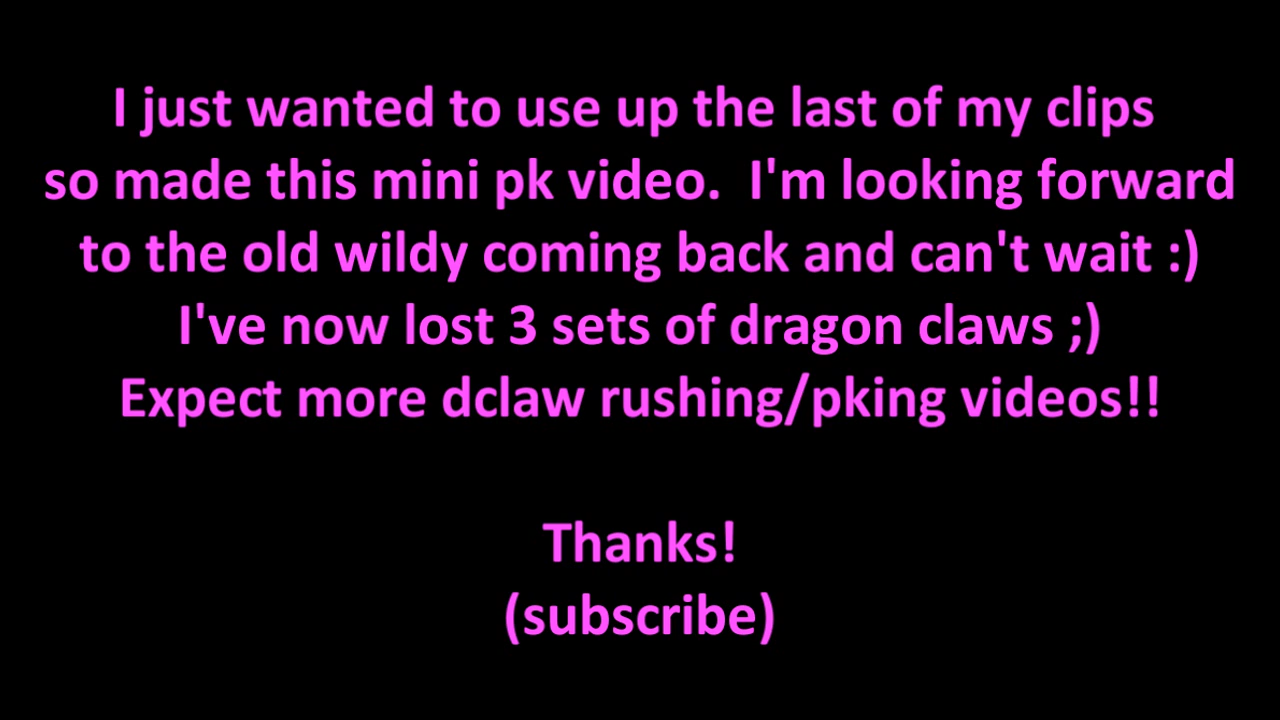 I just wanted to use up the last of my clips
so made this mini pk video.  I'm looking forward
to the old wildy coming back and can't wait :)
I've now lost 3 sets of dragon claws ;)
Expect more dclaw rushing/pking videos!!
Thanks!
(subscribe)